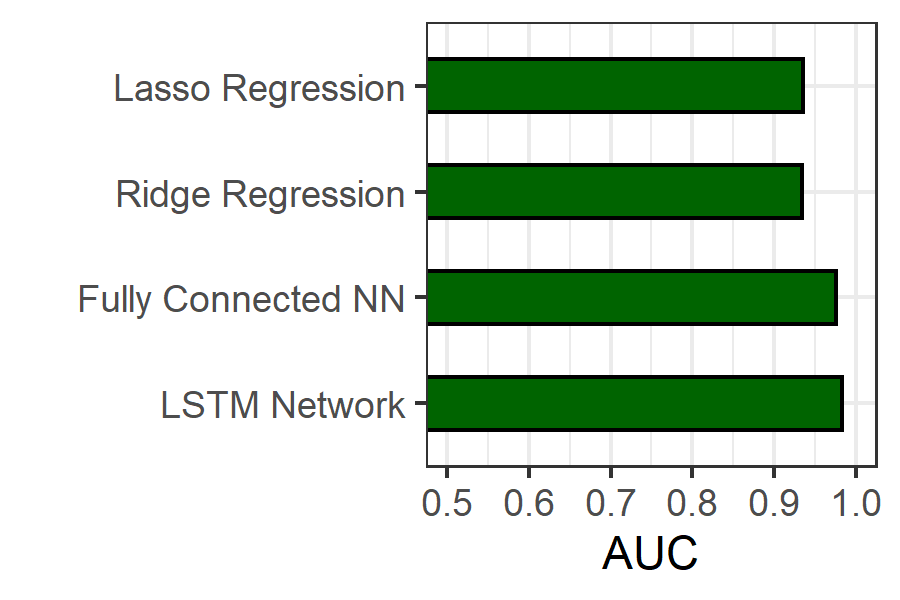 Lasso Regression
Ridge Regression
Fully Connected NN
LSTM Network
0.5 0.6 0.7 0.8 0.9 1.0
AUC